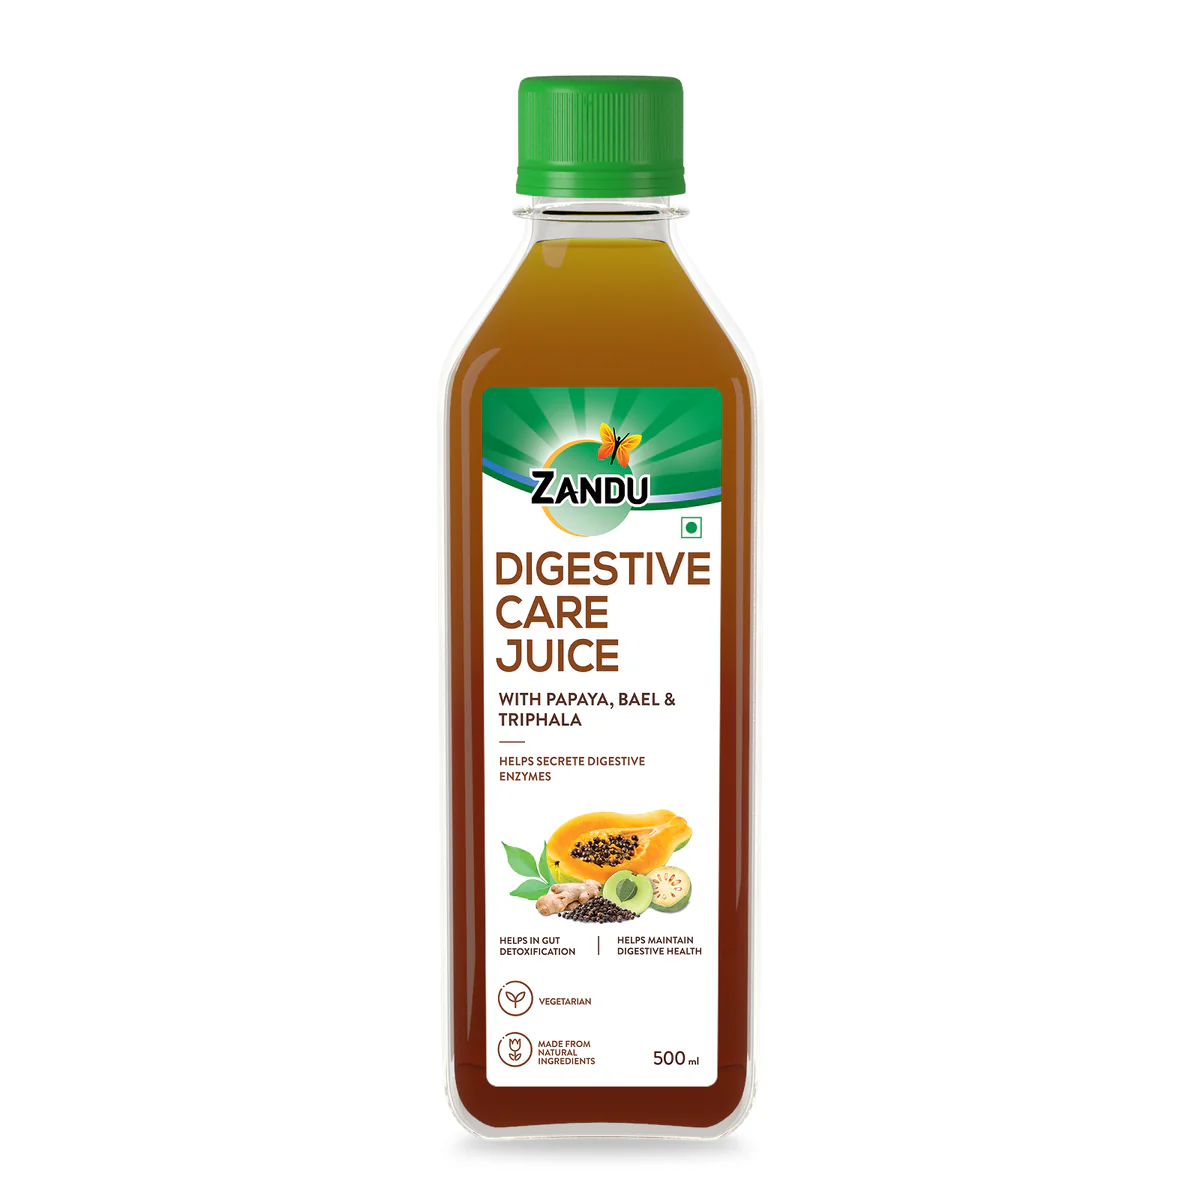 ZANDU
DIGESTIVE
CARE
JUICE
WITH PAPAYA, BAEL &
TRIPHALA
HELPS SECRETE DIGESTIVE
ENZYMES
HELPS IN GUT
DETOXIFICATION
HELPS MAINTAIN
DIGESTIVE HEALTH
VEGETARIAN
MADE FROM
NATURAL
INGREDIENTS
500 ml